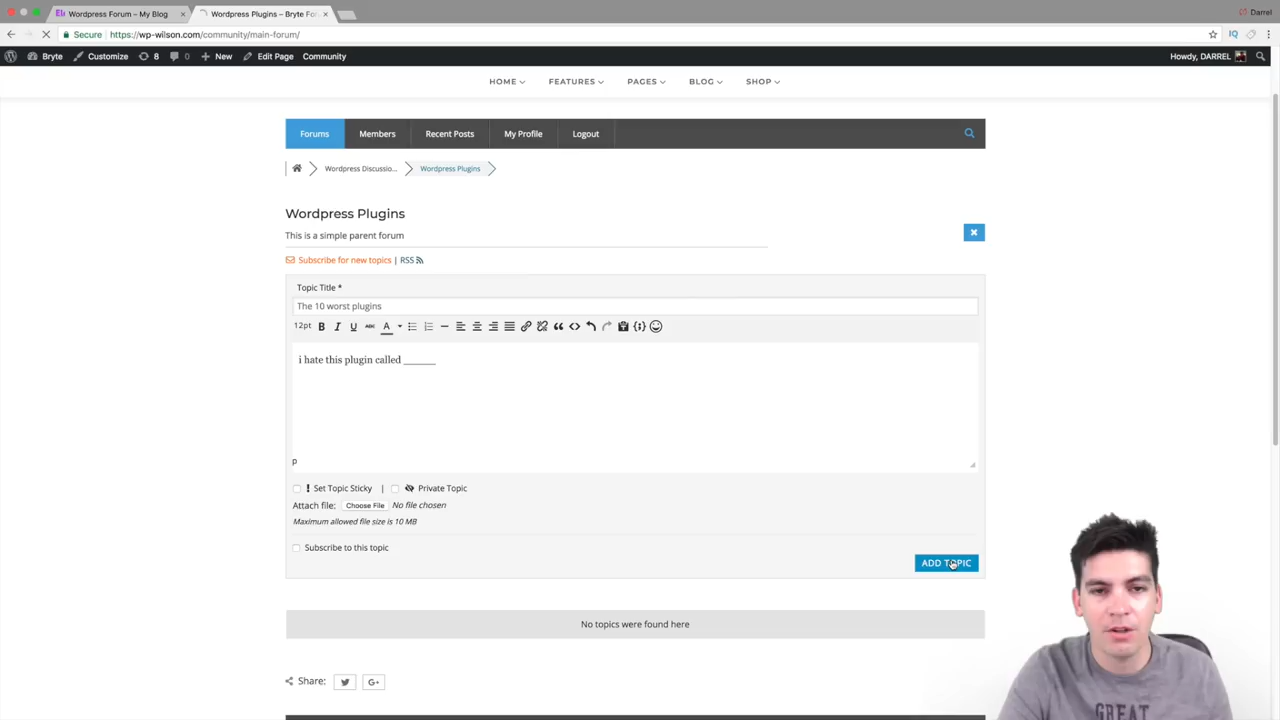 Wordpress Forum – My Blog
Wordpress Plugins – Bryte For
Darrel
Secure
https://wp-wilson.com/community/main-forum/
Bryte
Customize
8
0
New
Edit Page
Community
Howdy, DARREL
HOME
FEATURES
PAGES
BLOG
SHOP
Forums
Members
Recent Posts
My Profile
Logout
Wordpress Discussio...
Wordpress Plugins
Wordpress Plugins
This is a simple parent forum
Subscribe for new topics | RSS
Topic Title *
The 10 worst plugins
12pt B I U ABC A
i hate this plugin called ______
p
Set Topic Sticky | Private Topic
Attach file: Choose File No file chosen
Maximum allowed file size is 10 MB
Subscribe to this topic
ADD TOPIC
No topics were found here
Share:
G+
GREAT